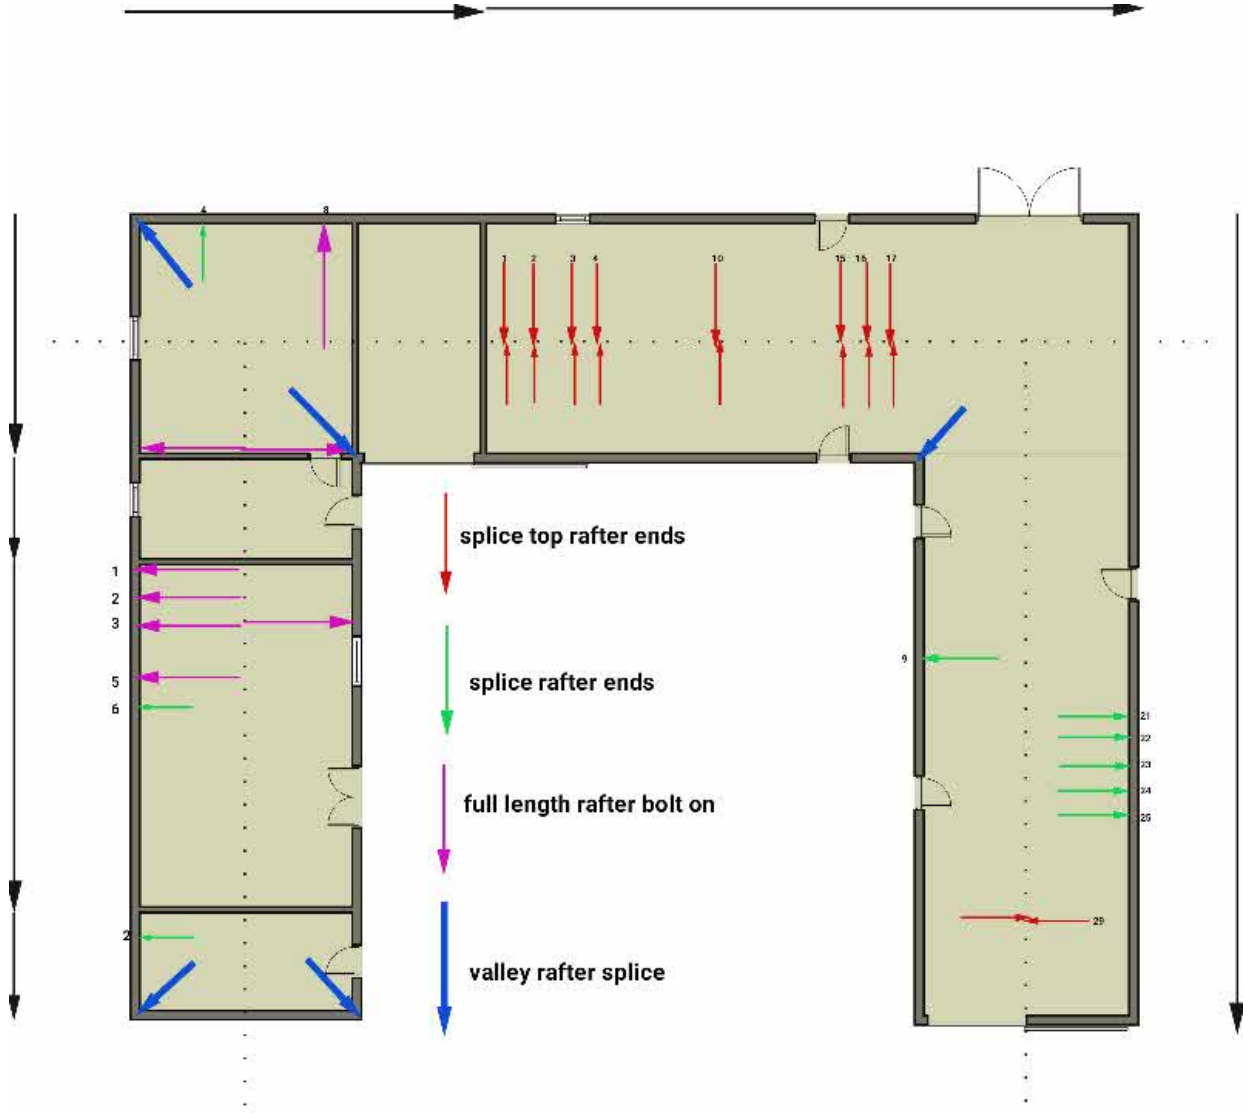 4 8
1 2 3 4 10 15 16 17
splice top rafter ends
1
2
3
splice rafter ends
9
5
6
21
22
23
24
25
full length rafter bolt on
29
2
valley rafter splice